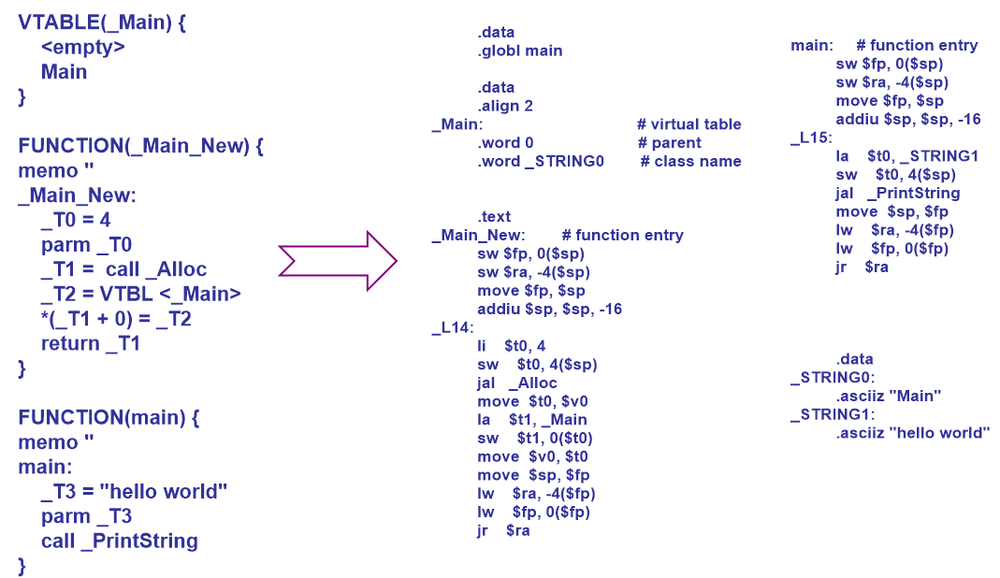 VTABLE(_Main) {
<empty>
Main
}
FUNCTION(_Main_New) {
memo ''
_Main_New:
_T0 = 4
parm _T0
_T1 = call _Alloc
_T2 = VTBL <_Main>
*(_T1 + 0) = _T2
return _T1
}
FUNCTION(main) {
memo ''
main:
_T3 = "hello world"
parm _T3
call _PrintString
}
.data
.globl main
.data
.align 2
_Main: # virtual table
.word 0 # parent
.word _STRING0 # class name
.text
_Main_New: # function entry
sw $fp, 0($sp)
sw $ra, -4($sp)
move $fp, $sp
addiu $sp, $sp, -16
_L14:
li $t0, 4
sw $t0, 4($sp)
jal _Alloc
move $t0, $v0
la $t1, _Main
sw $t1, 0($t0)
move $v0, $t0
move $sp, $fp
lw $ra, -4($fp)
lw $fp, 0($fp)
jr $ra
main: # function entry
sw $fp, 0($sp)
sw $ra, -4($sp)
move $fp, $sp
addiu $sp, $sp, -16
_L15:
la $t0, _STRING1
sw $t0, 4($sp)
jal _PrintString
move $sp, $fp
lw $ra, -4($fp)
lw $fp, 0($fp)
jr $ra
.data
_STRING0:
.asciiz "Main"
_STRING1:
.asciiz "hello world"